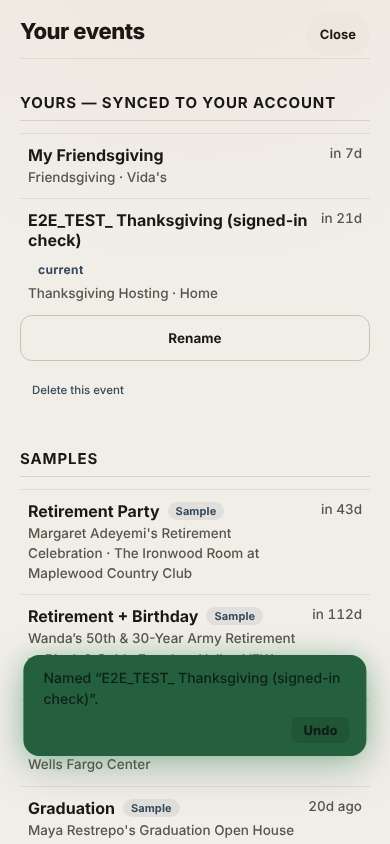 Your events
Close
YOURS — SYNCED TO YOUR ACCOUNT
My Friendsgiving
in 7d
Friendsgiving · Vida's
E2E_TEST_ Thanksgiving (signed-in
in 21d
check)
current
Thanksgiving Hosting · Home
Rename
Delete this event
SAMPLES
Retirement Party
Sample
in 43d
Margaret Adeyemi's Retirement
Celebration · The Ironwood Room at
Maplewood Country Club
Retirement + Birthday
Sample
in 112d
Wanda's 50th & 30-Year Army Retirement
Named “E2E_TEST_ Thanksgiving (signed-in
check)”.
Undo
Wells Fargo Center
Graduation
Sample
20d ago
Maya Restrepo's Graduation Open House